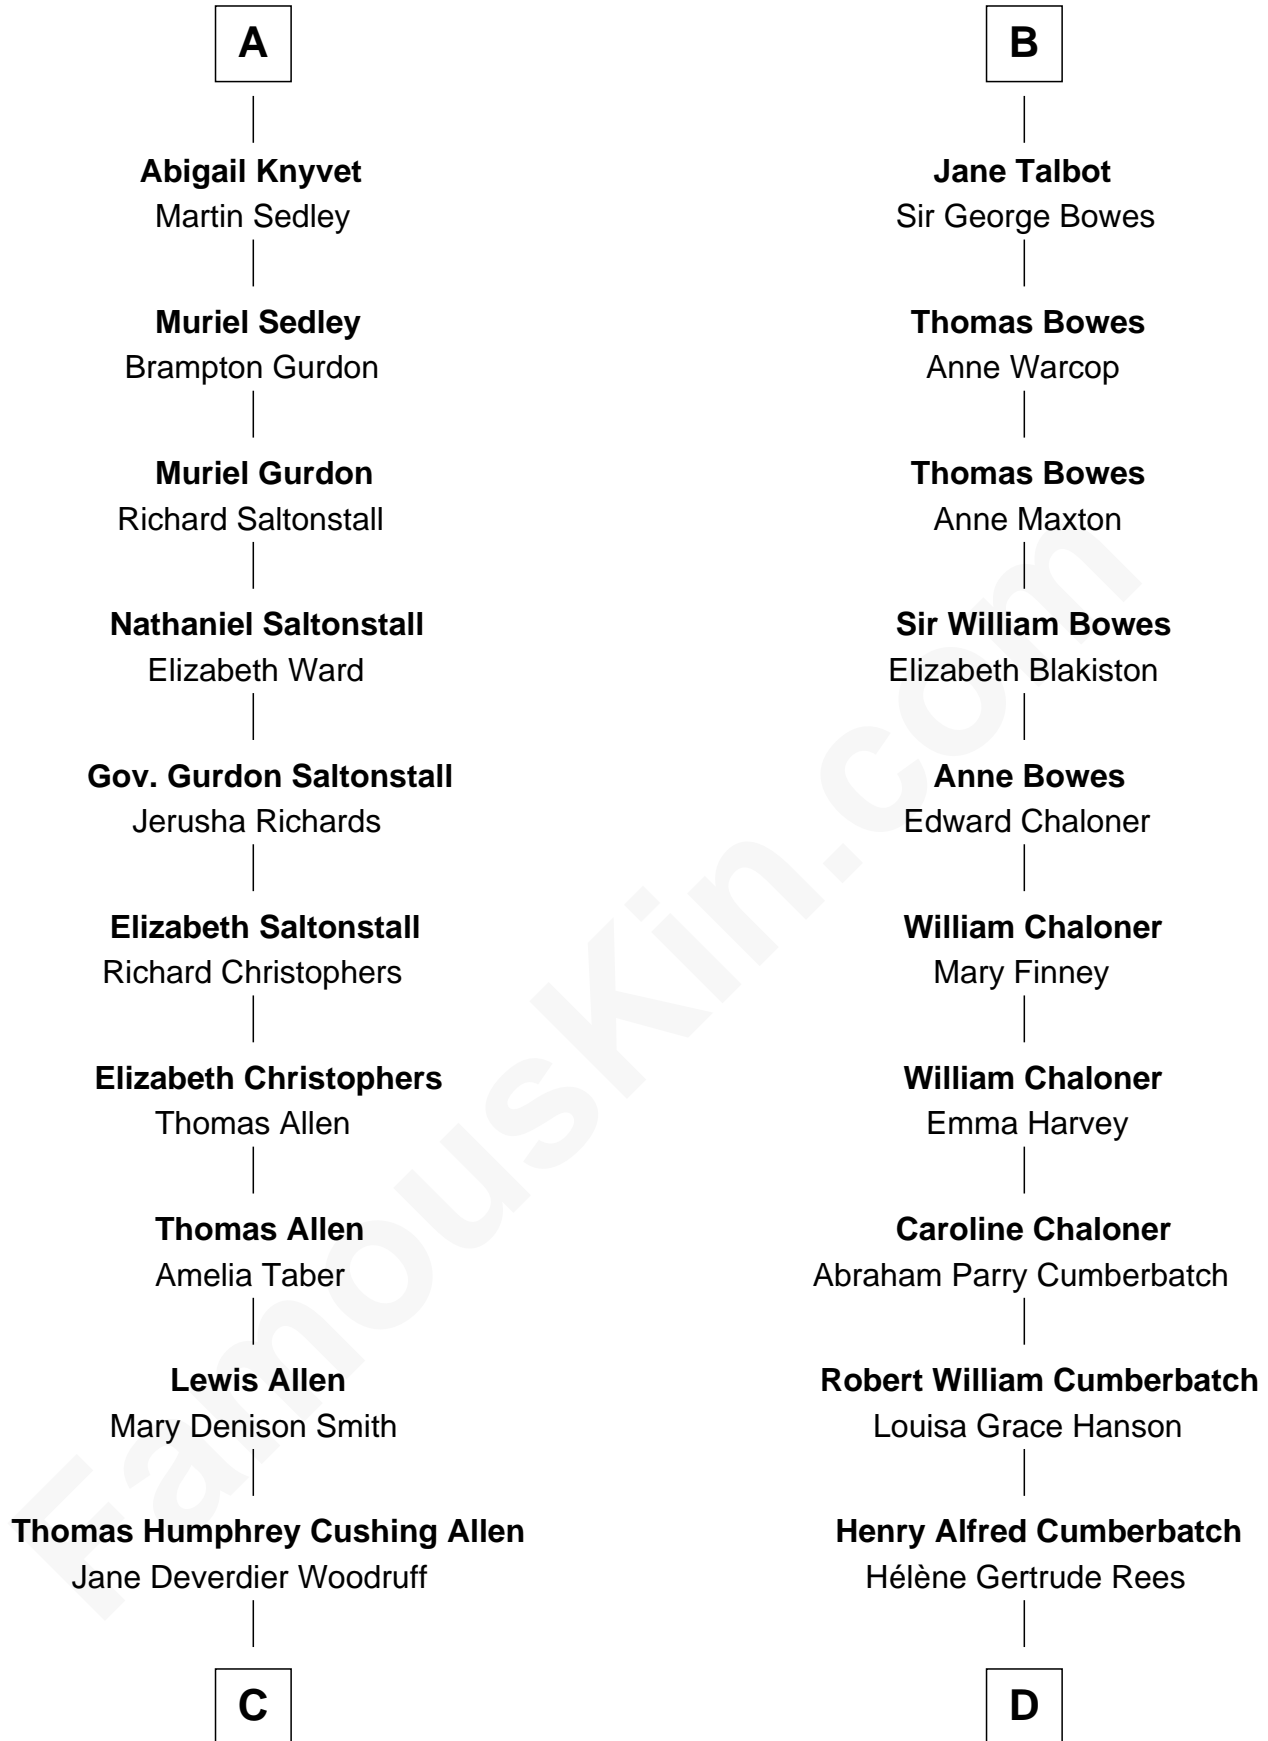 A
Abigail Knyvet
Martin Sedley
Muriel Sedley
Brampton Gurdon
Muriel Gurdon
Richard Saltonstall
Nathaniel Saltonstall
Elizabeth Ward
Gov. Gurdon Saltonstall
Jerusha Richards
Elizabeth Saltonstall
Richard Christophers
Elizabeth Christophers
Thomas Allen
Thomas Allen
Amelia Taber
Lewis Allen
Mary Denison Smith
Thomas Humphrey Cushing Allen
Jane Deverdier Woodruff
C
B
Jane Talbot
Sir George Bowes
Thomas Bowes
Anne Warcop
Thomas Bowes
Anne Maxton
Sir William Bowes
Elizabeth Blakiston
Anne Bowes
Edward Chaloner
William Chaloner
Mary Finney
William Chaloner
Emma Harvey
Caroline Chaloner
Abraham Parry Cumberbatch
Robert William Cumberbatch
Louisa Grace Hanson
Henry Alfred Cumberbatch
Hélène Gertrude Rees
D
FamousKin.com